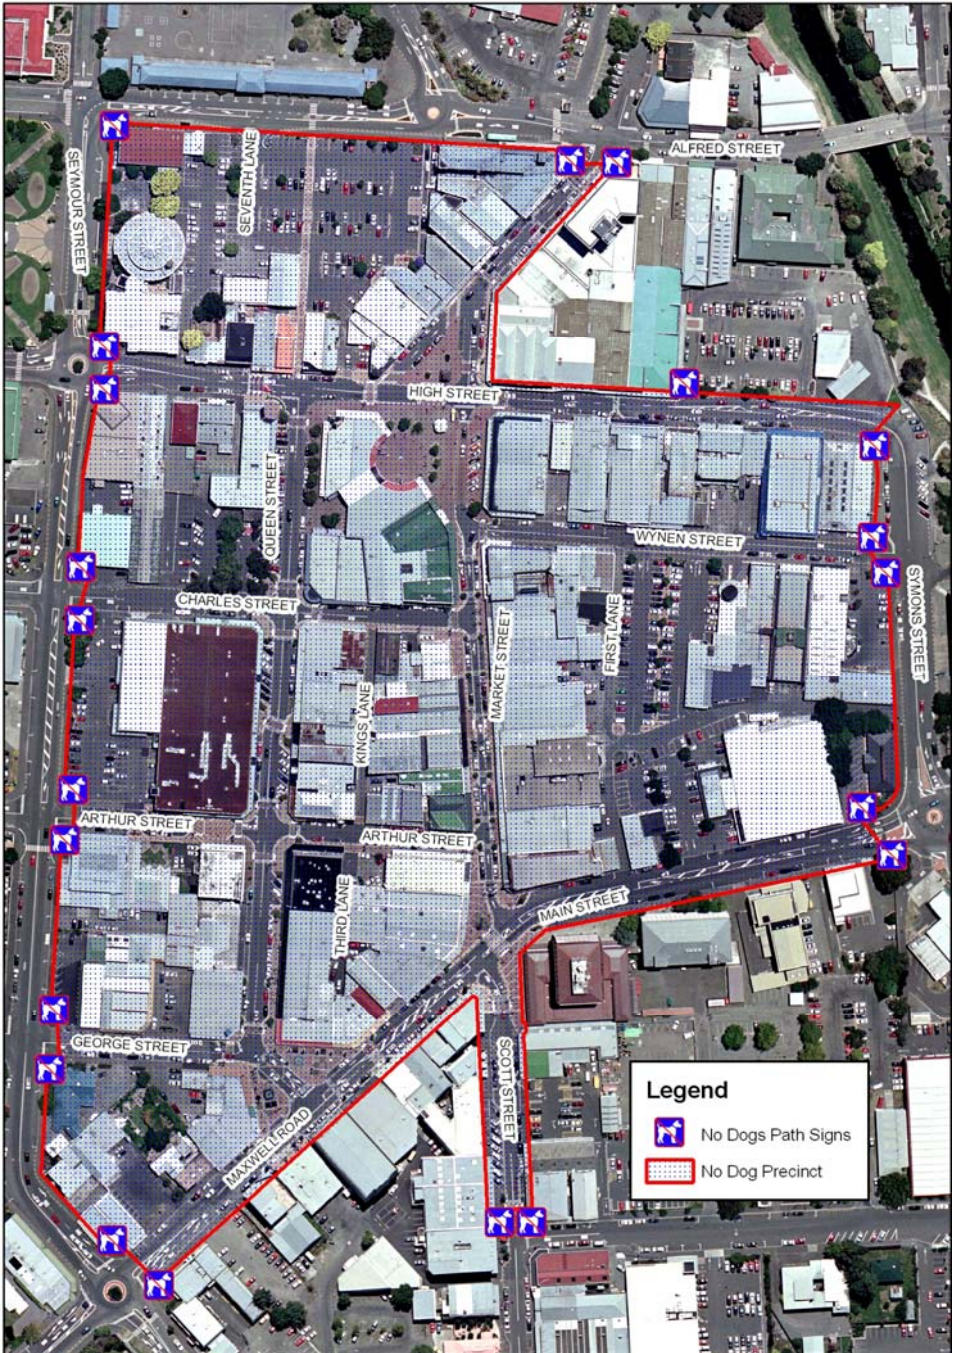 ALFRED STREET
SEYMOUR STREET
SEVENTH LANE
HIGH STREET
QUEEN STREET
WYNEN STREET
CHARLES STREET
MARKET STREET
FIRST LANE
SYMONS STREET
KINGS LANE
ARTHUR STREET
ARTHUR STREET
THIRD LANE
MAIN STREET
GEORGE STREET
SCOTT STREET
MAXWELL ROAD
Legend
No Dogs Path Signs
No Dog Precinct